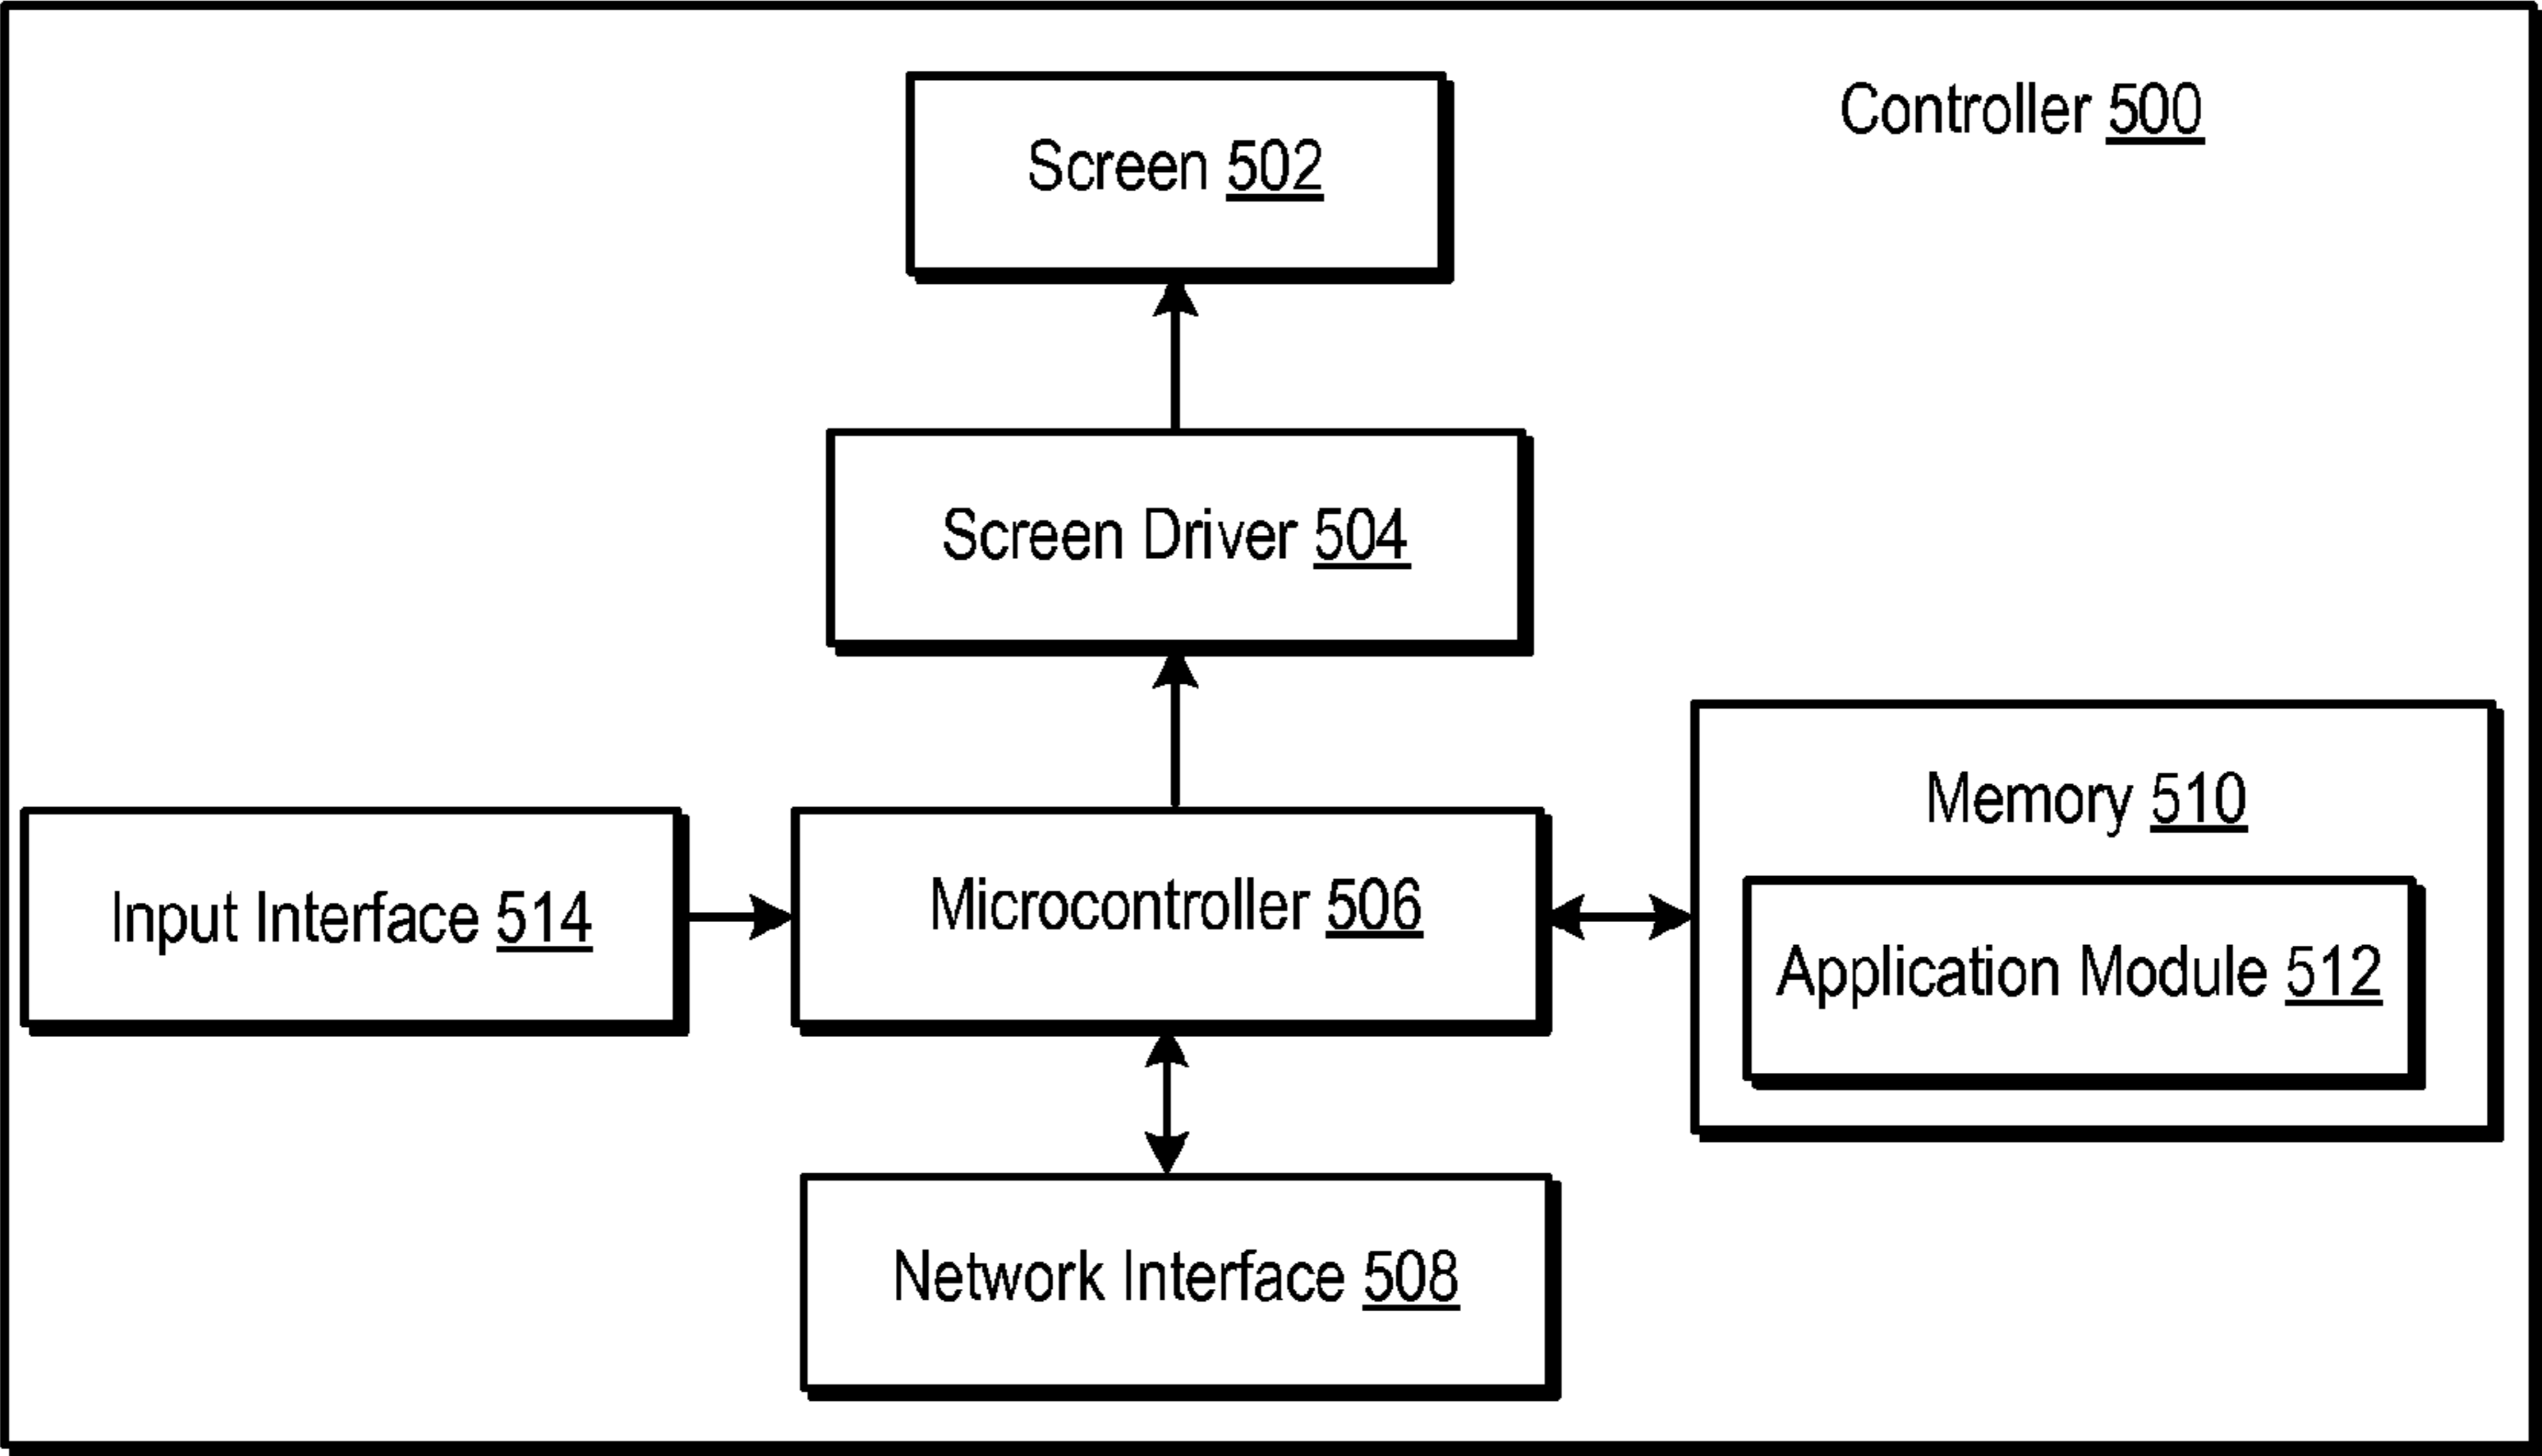 Controller 500
Screen 502
Screen Driver 504
Memory 510
Input Interface 514
Microcontroller 506
Application Module 512
Network Interface 508